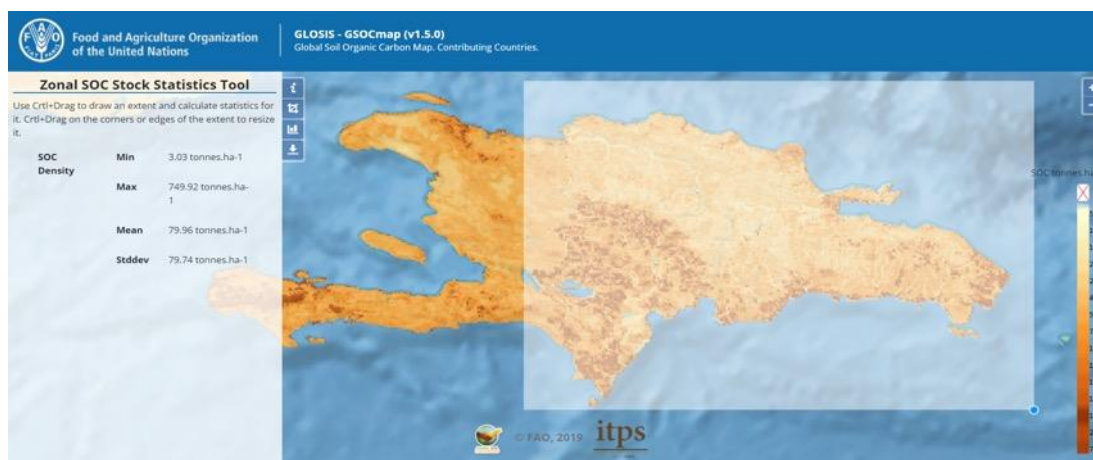 Food and Agriculture Organization
of the United Nations
GLOSIS - GSOCmap (v1.5.0)
Global Soil Organic Carbon Map. Contributing Countries.
Zonal SOC Stock Statistics Tool
Use Crtl+Drag to draw an extent and calculate statistics for
it. Crtl+Drag on the corners or edges of the extent to resize
it.
SOC Min 3.03 tonnes.ha-1
Density
Max 749.92 tonnes.ha-
1
Mean 79.96 tonnes.ha-1
Stddev 79.74 tonnes.ha-1
SOC tonnes.ha
© FAO, 2019
itps